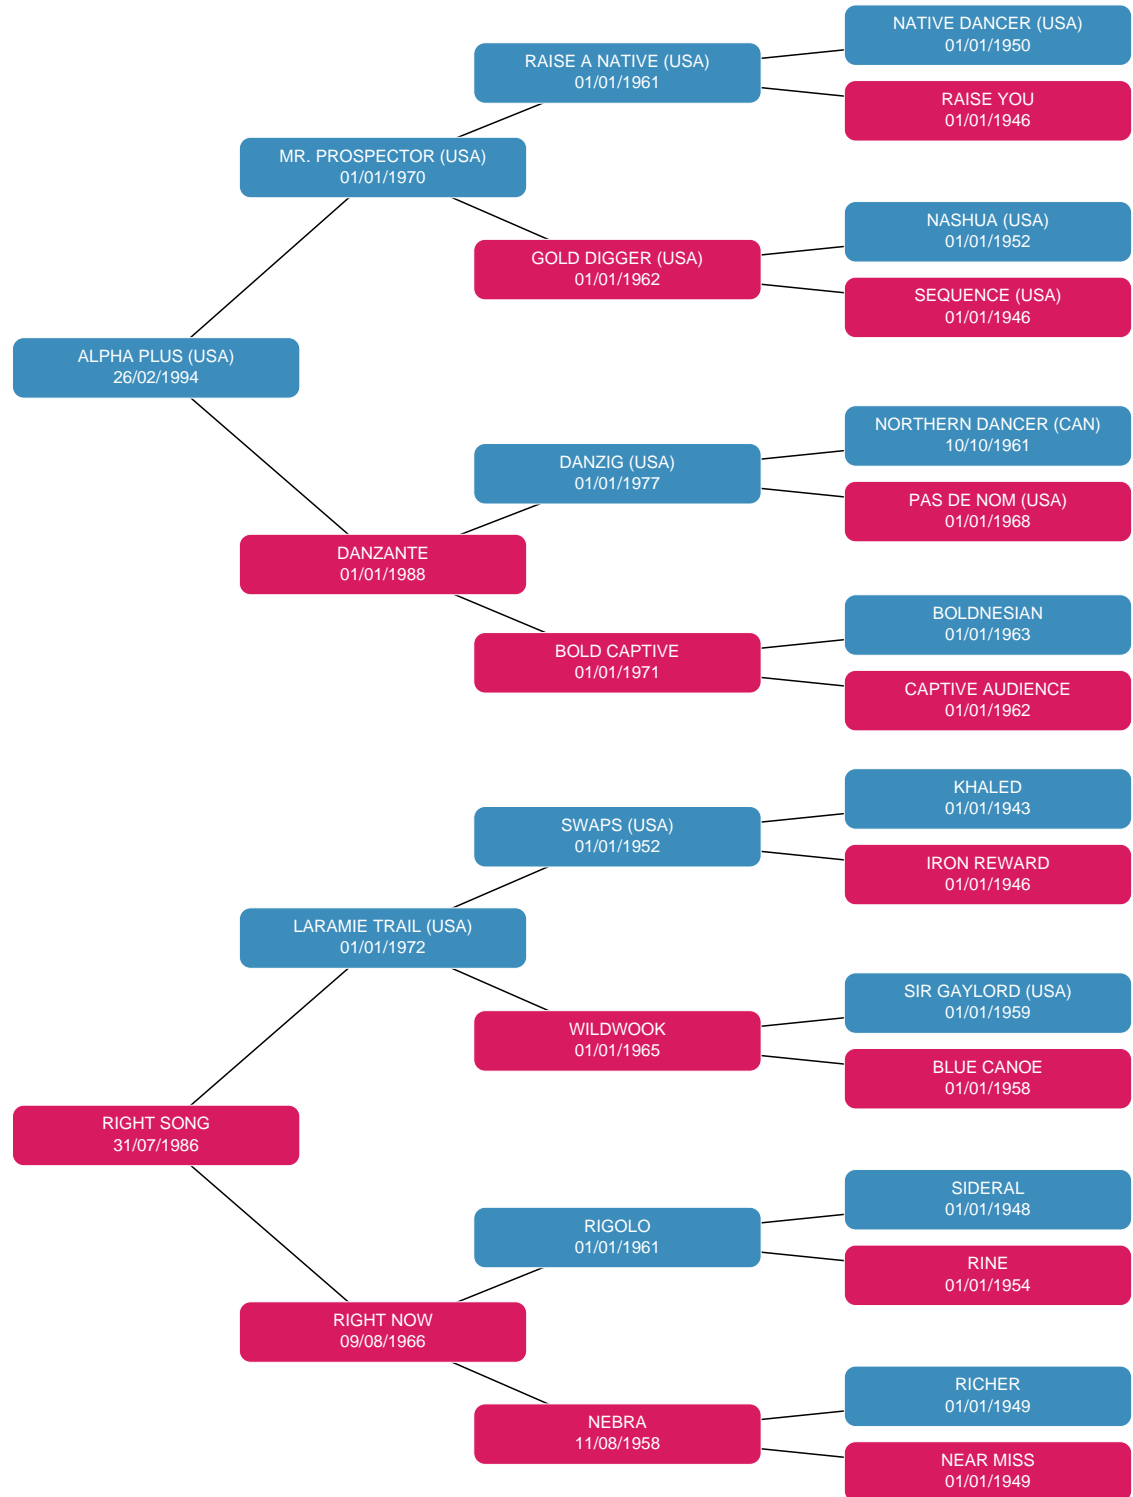 NATIVE DANCER (USA)
01/01/1950
RAISE A NATIVE (USA)
01/01/1961
RAISE YOU
01/01/1946
MR. PROSPECTOR (USA)
01/01/1970
NASHUA (USA)
01/01/1952
GOLD DIGGER (USA)
01/01/1962
SEQUENCE (USA)
01/01/1946
ALPHA PLUS (USA)
26/02/1994
NORTHERN DANCER (CAN)
10/10/1961
DANZIG (USA)
01/01/1977
PAS DE NOM (USA)
01/01/1968
DANZANTE
01/01/1988
BOLDNESIAN
01/01/1963
BOLD CAPTIVE
01/01/1971
CAPTIVE AUDIENCE
01/01/1962
KHALED
01/01/1943
SWAPS (USA)
01/01/1952
IRON REWARD
01/01/1946
LARAMIE TRAIL (USA)
01/01/1972
SIR GAYLORD (USA)
01/01/1959
WILDWOOK
01/01/1965
BLUE CANOE
01/01/1958
RIGHT SONG
31/07/1986
SIDERAL
01/01/1948
RIGOLO
01/01/1961
RINE
01/01/1954
RIGHT NOW
09/08/1966
RICHER
01/01/1949
NEBRA
11/08/1958
NEAR MISS
01/01/1949